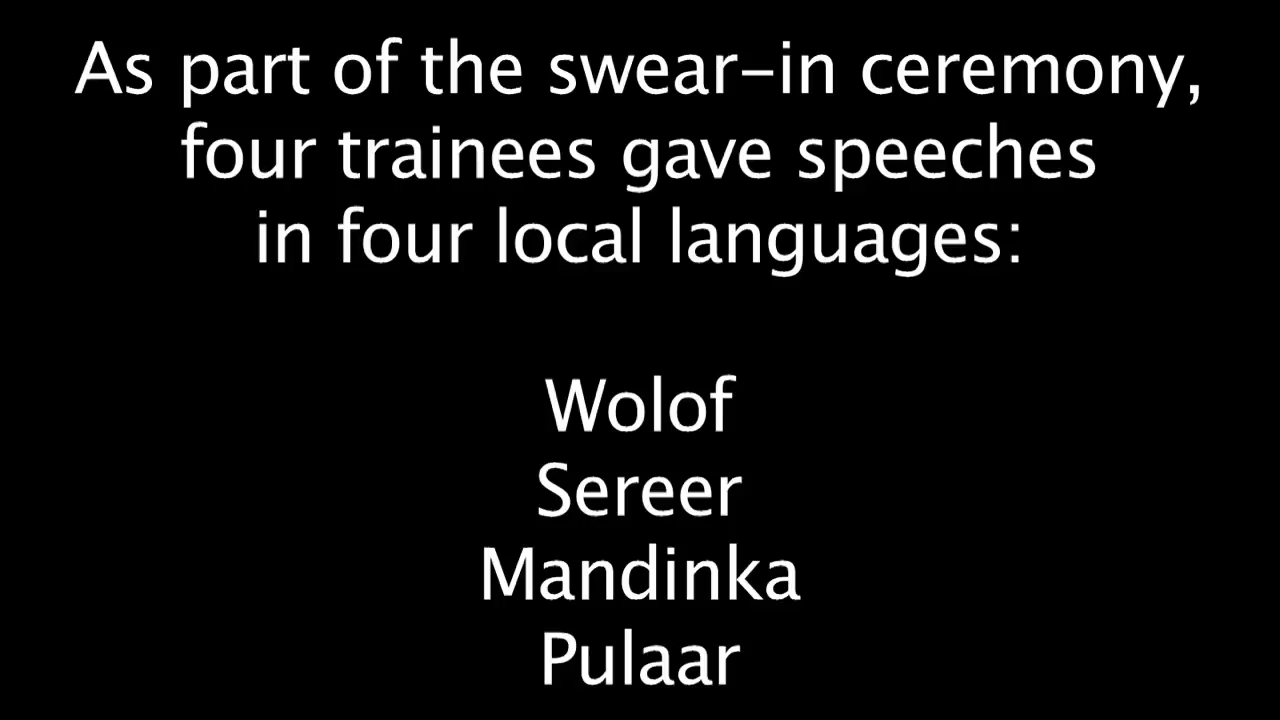 As part of the swear-in ceremony,
four trainees gave speeches
in four local languages:
Wolof
Sereer
Mandinka
Pulaar